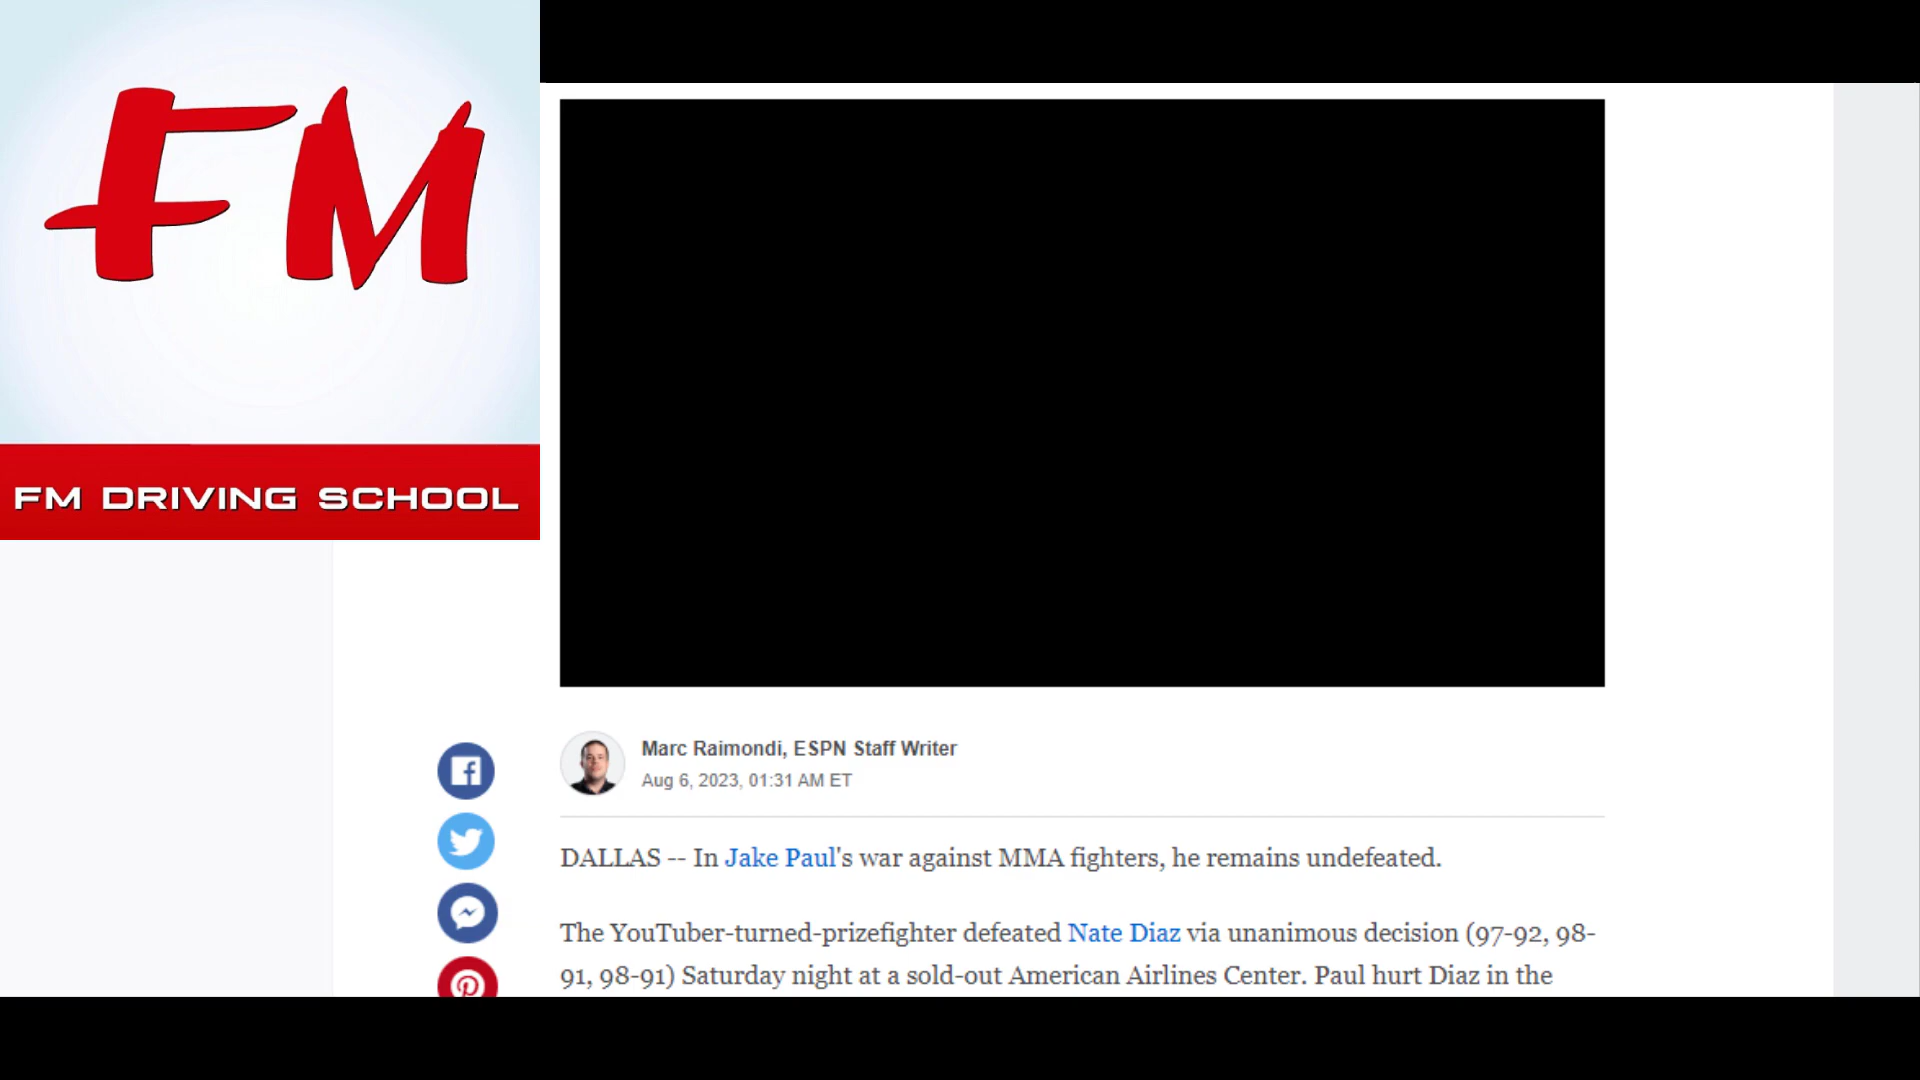 FM
FM DRIVING SCHOOL
Marc Raimondi, ESPN Staff Writer
Aug 6, 2023, 01:31 AM ET
DALLAS -- In Jake Paul's war against MMA fighters, he remains undefeated.
The YouTuber-turned-prizefighter defeated Nate Diaz via unanimous decision (97-92, 98-
91, 98-91) Saturday night at a sold-out American Airlines Center. Paul hurt Diaz in the